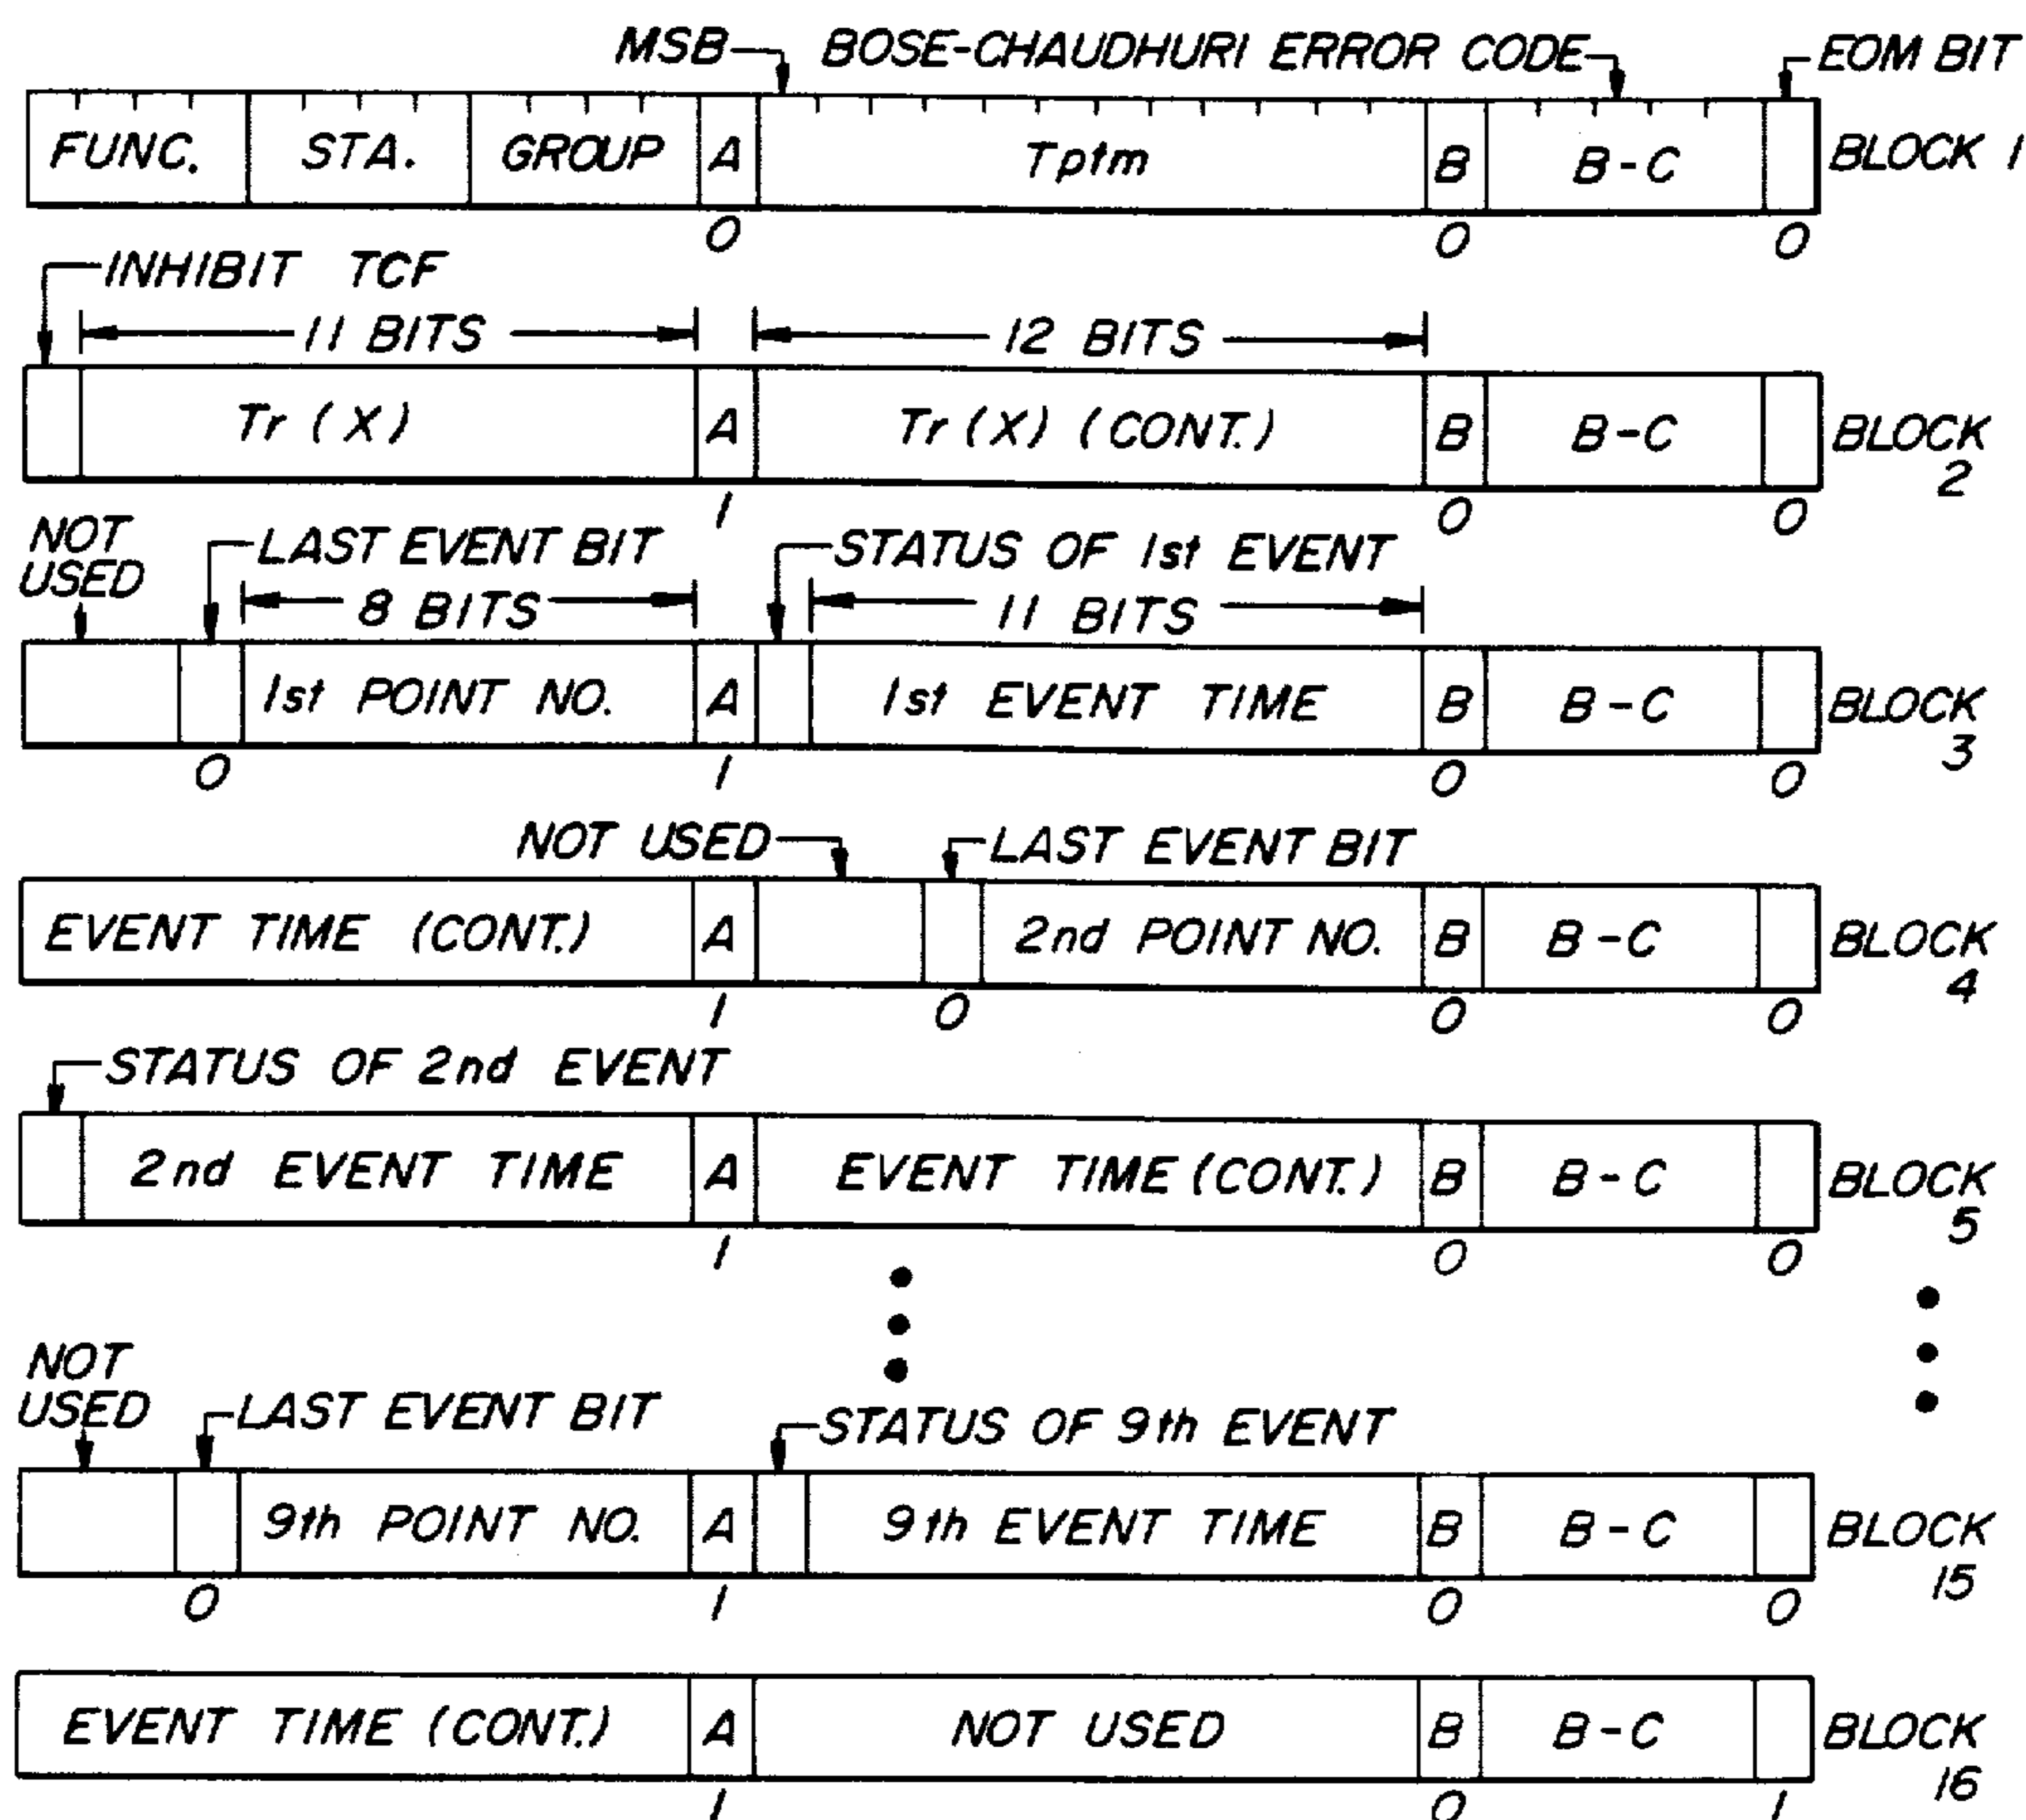 MSB BOSE-CHAUDHURI ERROR CODE EOM BIT
FUNC. STA. GROUP A Tptm B B-C BLOCK 1
0 0 0
INHIBIT TCF
11 BITS 12 BITS
Tr (X) A Tr (X) (CONT.) B B-C BLOCK
2
1 0 0
NOT
USED
LAST EVENT BIT STATUS OF 1st EVENT
8 BITS 11 BITS
1st POINT NO. A 1st EVENT TIME B B-C BLOCK
3
0 1 0 0
NOT USED LAST EVENT BIT
EVENT TIME (CONT.) A 2nd POINT NO. B B-C BLOCK
4
1 0 0 0
STATUS OF 2nd EVENT
2nd EVENT TIME A EVENT TIME (CONT.) B B-C BLOCK
5
1 0 0
NOT
USED
LAST EVENT BIT STATUS OF 9th EVENT
9th POINT NO. A 9th EVENT TIME B B-C BLOCK
15
0 1 0 0
EVENT TIME (CONT.) A NOT USED B B-C BLOCK
16
1 0 1